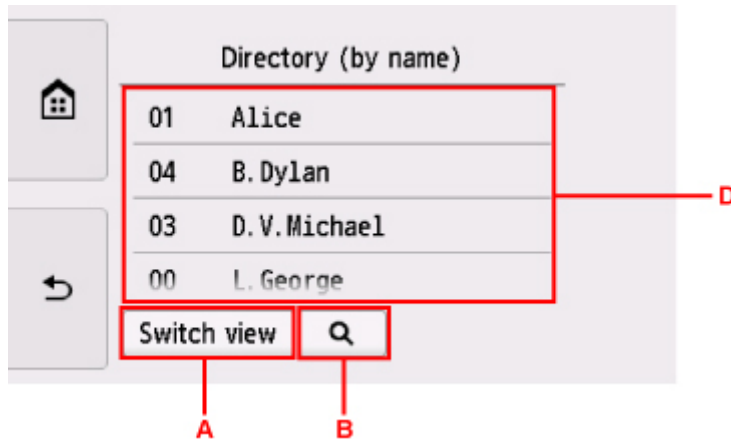 Directory (by name)
01 Alice
04 B.Dylan
D
03 D.V.Michael
00 L.George
Switch view
A B